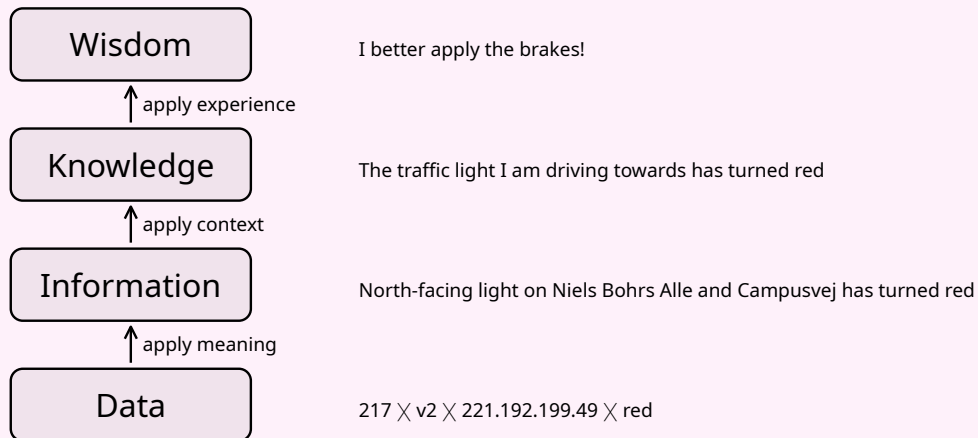 Wisdom
I better apply the brakes!
apply experience
Knowledge
The traffic light I am driving towards has turned red
apply context
Information
North-facing light on Niels Bohrs Alle and Campusvej has turned red
apply meaning
Data
217 ╳ v2 ╳ 221.192.199.49 ╳ red